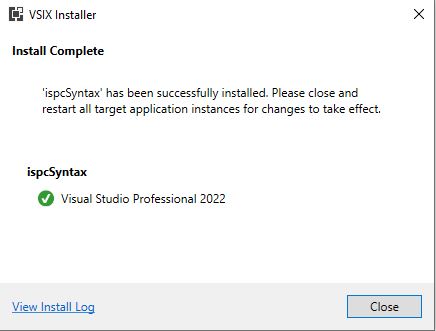 VSIX Installer
Install Complete
'ispcSyntax' has been successfully installed. Please close and
restart all target application instances for changes to take effect.
ispcSyntax
Visual Studio Professional 2022
View Install Log
Close